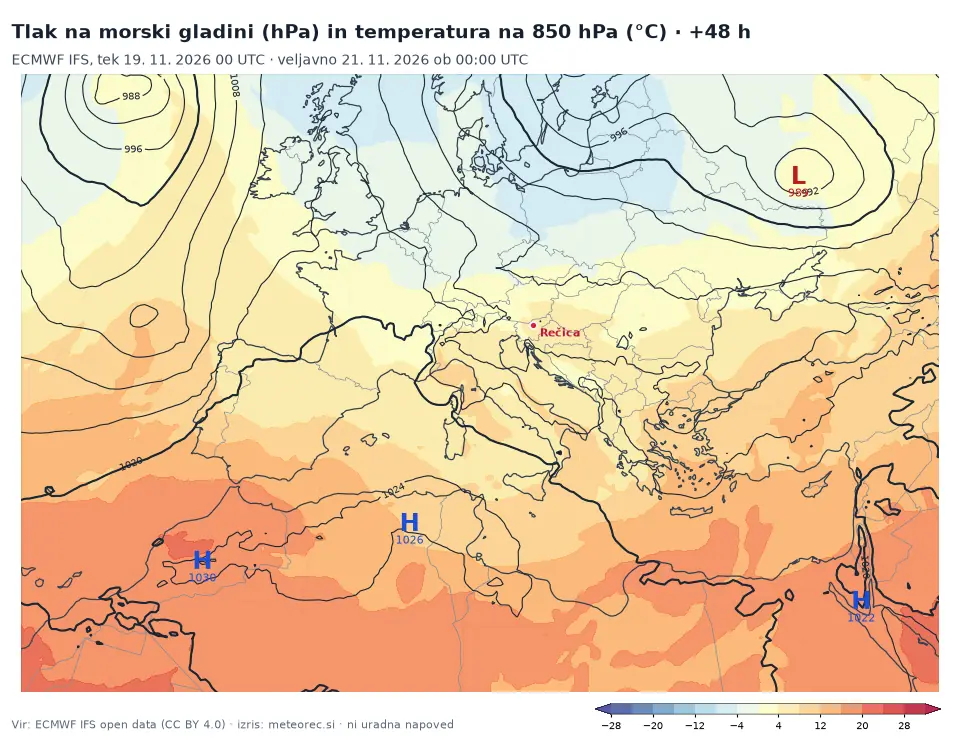 Tlak na morski gladini (hPa) in temperatura na 850 hPa (°C) · +48 h
ECMWF IFS, tek 19. 11. 2026 00 UTC · veljavno 21. 11. 2026 ob 00:00 UTC
988
1008
996
996
L
992
Rečica
1020
1024
H
1026
H
1030
1020
H
1022
Vir: ECMWF IFS open data (CC BY 4.0) · izris: meteorec.si · ni uradna napoved
−28 −20 −12 −4 4 12 20 28